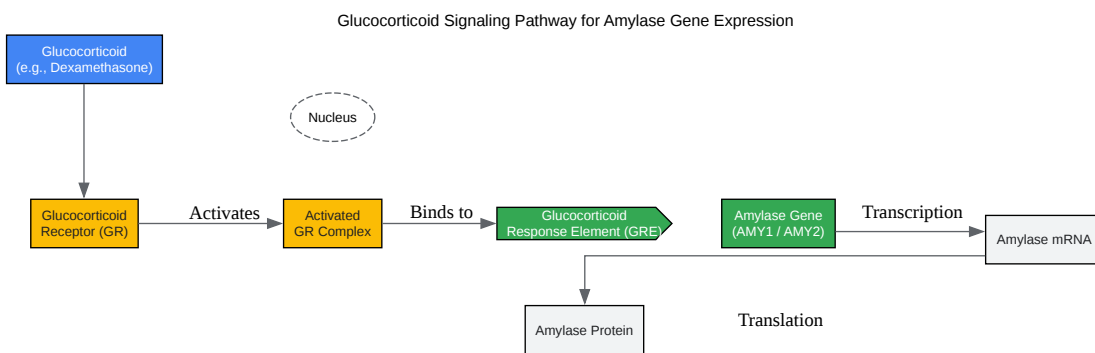 Glucocorticoid Signaling Pathway for Amylase Gene Expression
Glucocorticoid
(e.g., Dexamethasone)
Nucleus
Glucocorticoid
Receptor (GR)
Activates
Activated
GR Complex
Binds to
Glucocorticoid
Response Element (GRE)
Amylase Gene
(AMY1 / AMY2)
Transcription
Amylase mRNA
Amylase Protein
Translation